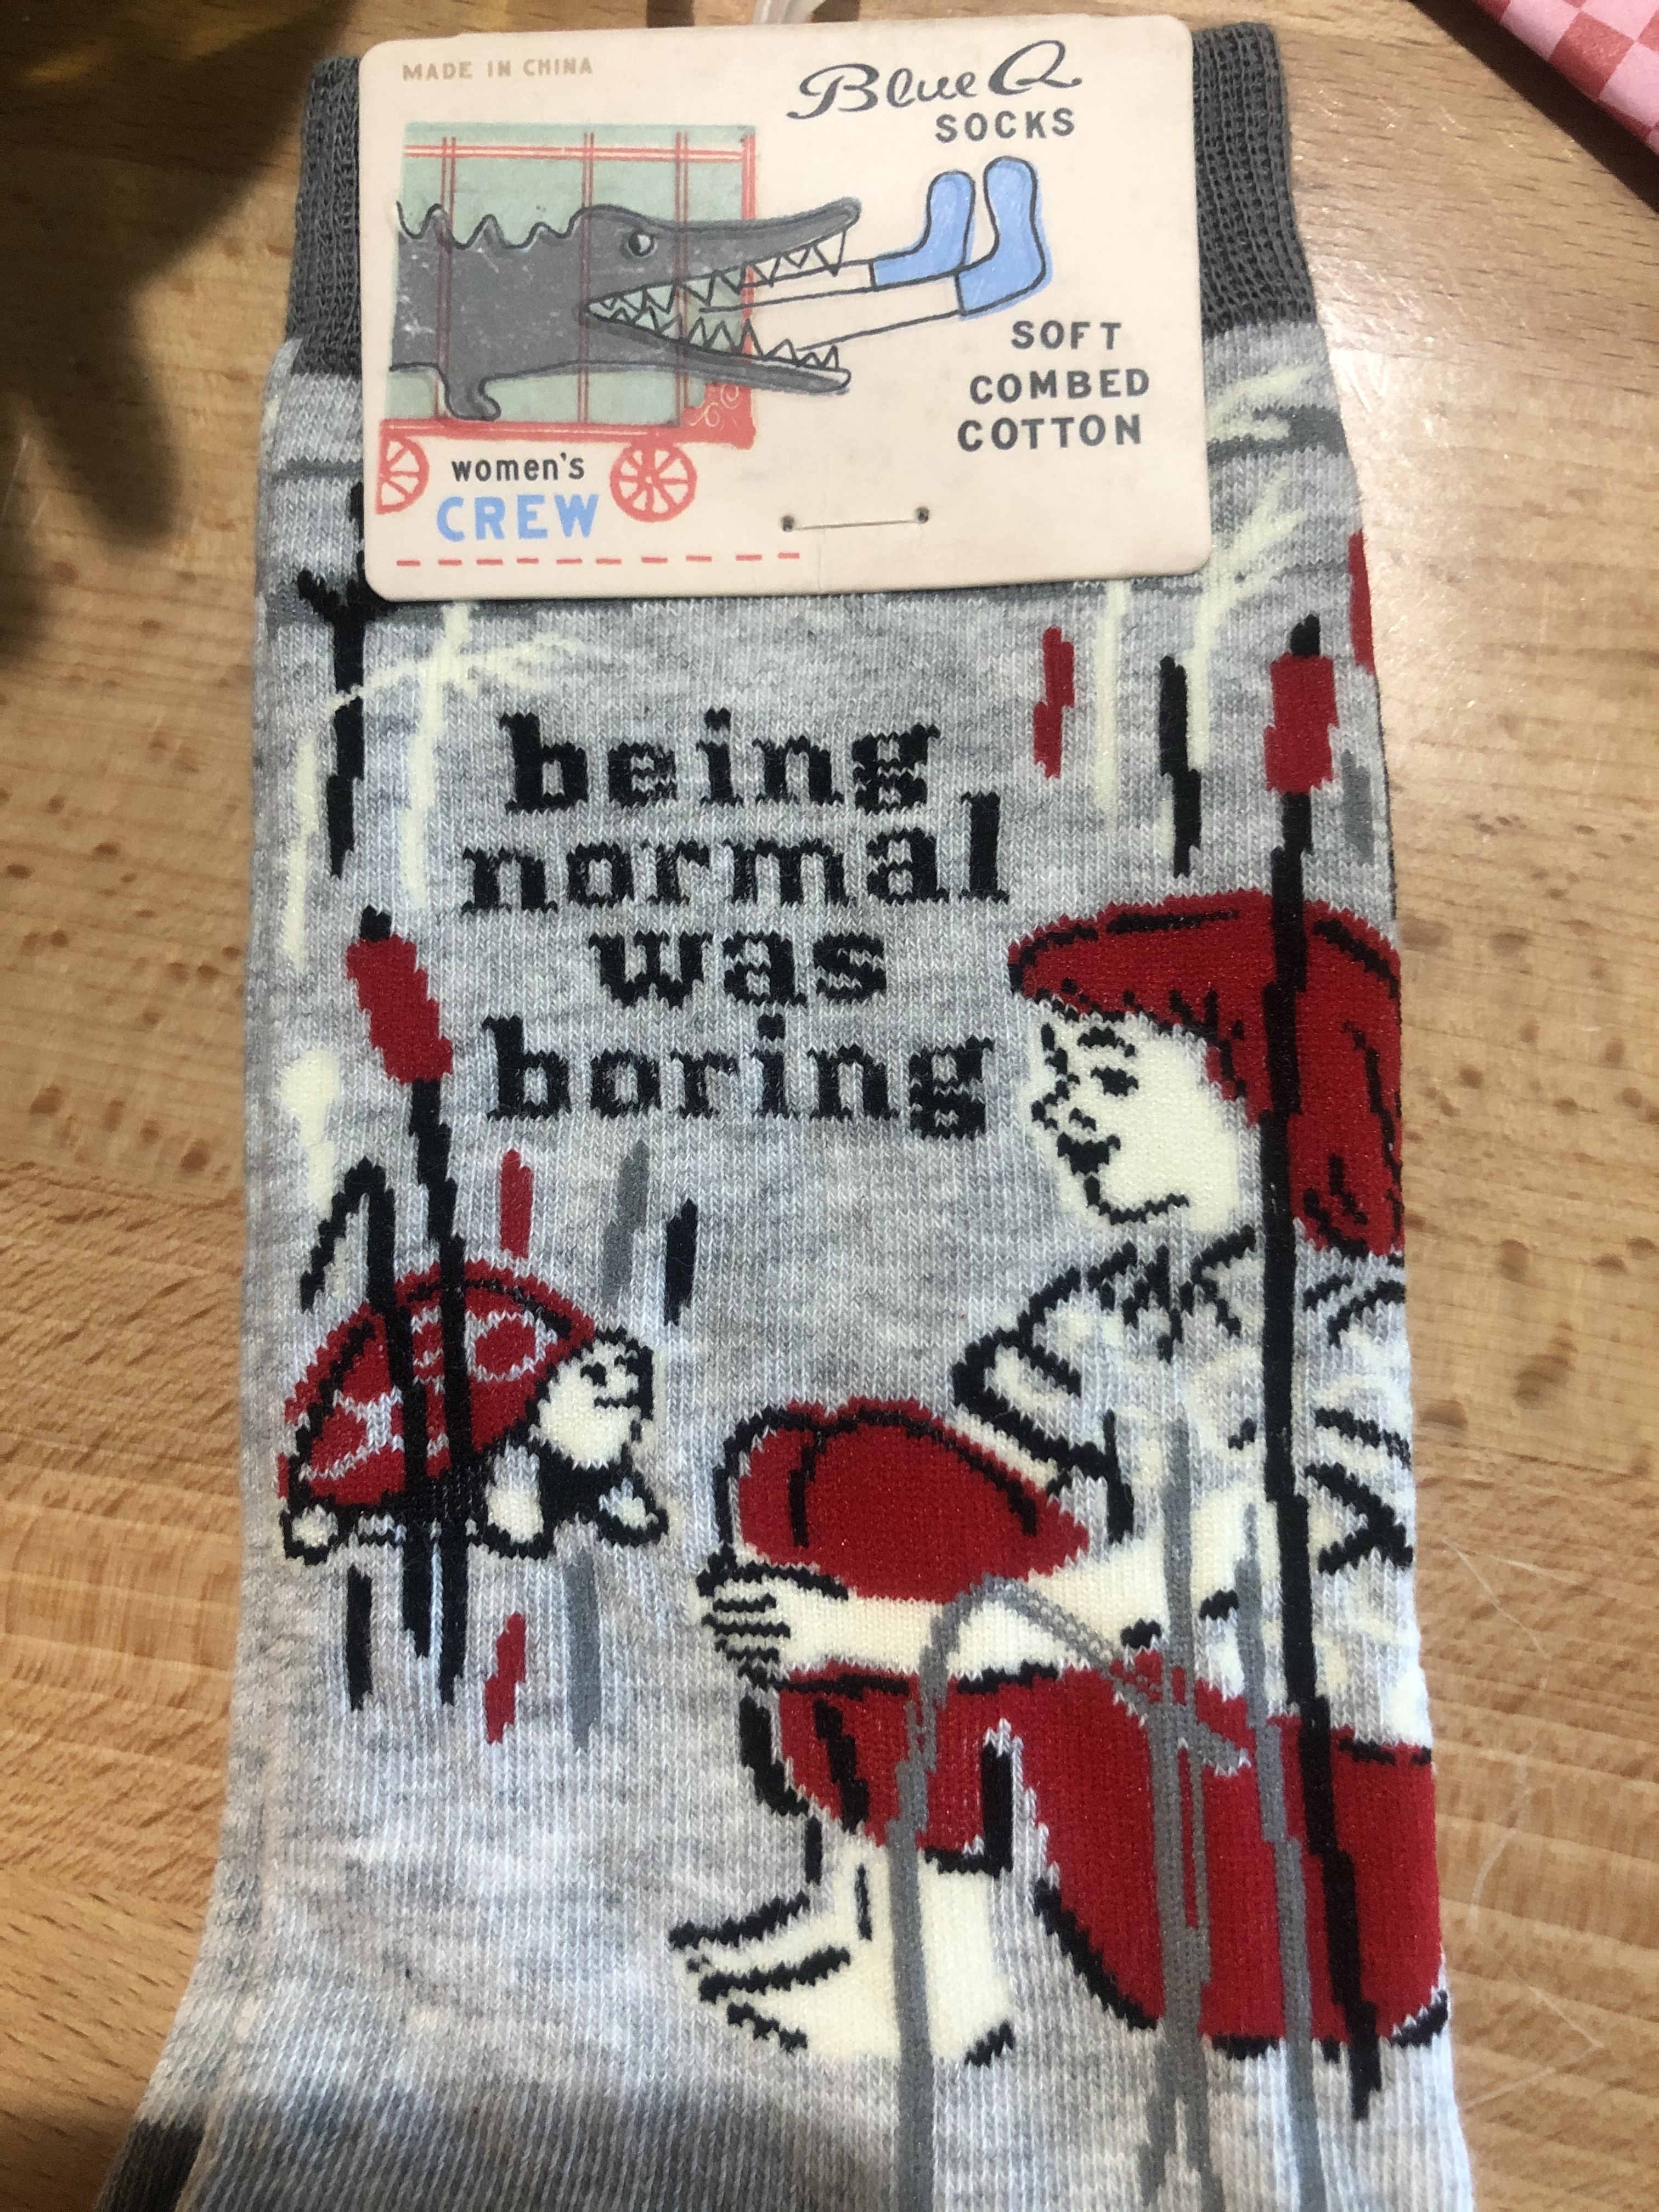 MADE IN CHINA
Blue Q
SOCKS
SOFT
COMBED
COTTON
women's
CREW
being
normal
was
boring